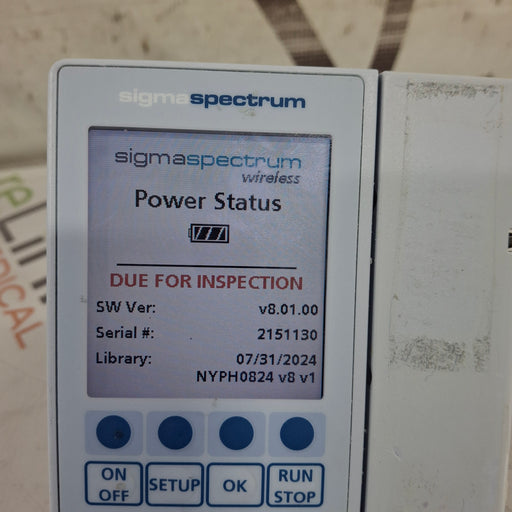 sigmaspectrum
sigmaspectrum
wireless
Power Status
DUE FOR INSPECTION
SW Ver: v8.01.00
Serial #: 2151130
Library: 07/31/2024
NYPH0824 v8 v1
ON OFF
SETUP
OK
RUN STOP